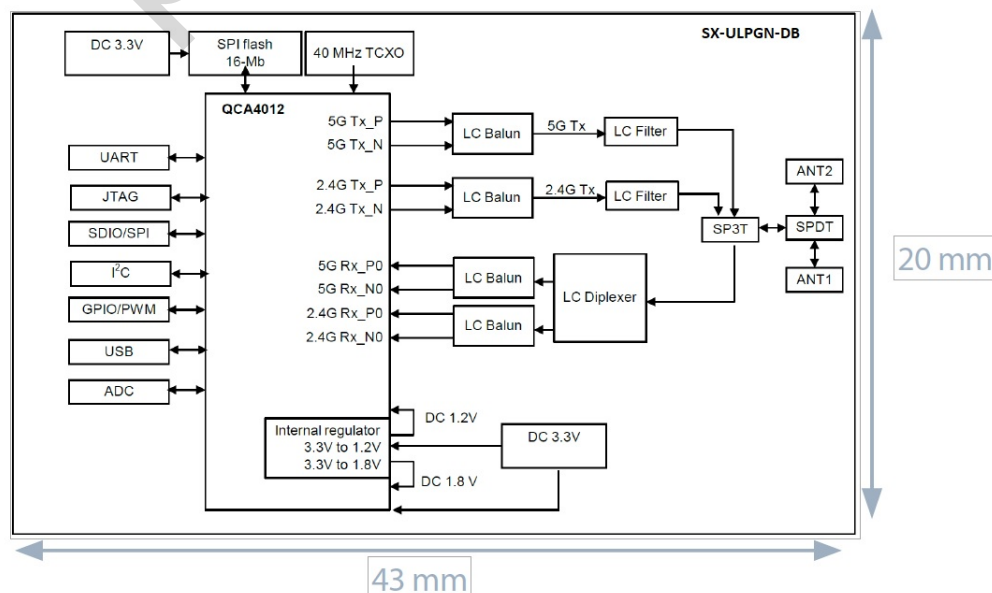 SX-ULPGN-DB
DC 3.3V
SPI flash
16-Mb
40 MHz TCXO
QCA4012
UART
JTAG
SDIO/SPI
I²C
GPIO/PWM
USB
ADC
5G Tx_P
5G Tx_N
2.4G Tx_P
2.4G Tx_N
5G Rx_P0
5G Rx_N0
2.4G Rx_P0
2.4G Rx_N0
LC Balun
5G Tx
LC Filter
LC Balun
2.4G Tx
LC Filter
LC Balun
LC Balun
LC Diplexer
SP3T
ANT2
SPDT
ANT1
Internal regulator
3.3V to 1.2V
3.3V to 1.8V
DC 1.2V
DC 1.8 V
DC 3.3V
20 mm
43 mm